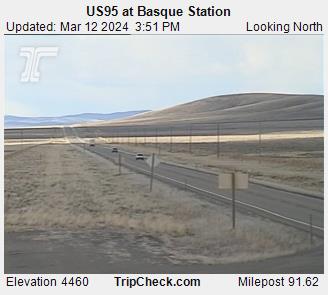 US95 at Basque Station
Updated: Mar 12 2024 3:51 PM Looking North
Elevation 4460 TripCheck.com Milepost 91.62